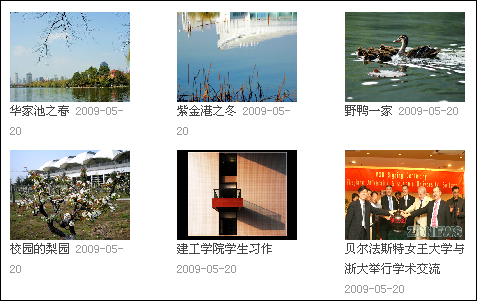 华家池之春 2009-05-
20
紫金港之冬 2009-05-
20
野鸭一家 2009-05-20
校园的梨园 2009-05-
20
建工学院学生习作
2009-05-20
贝尔法斯特女王大学与
浙大举行学术交流
2009-05-20